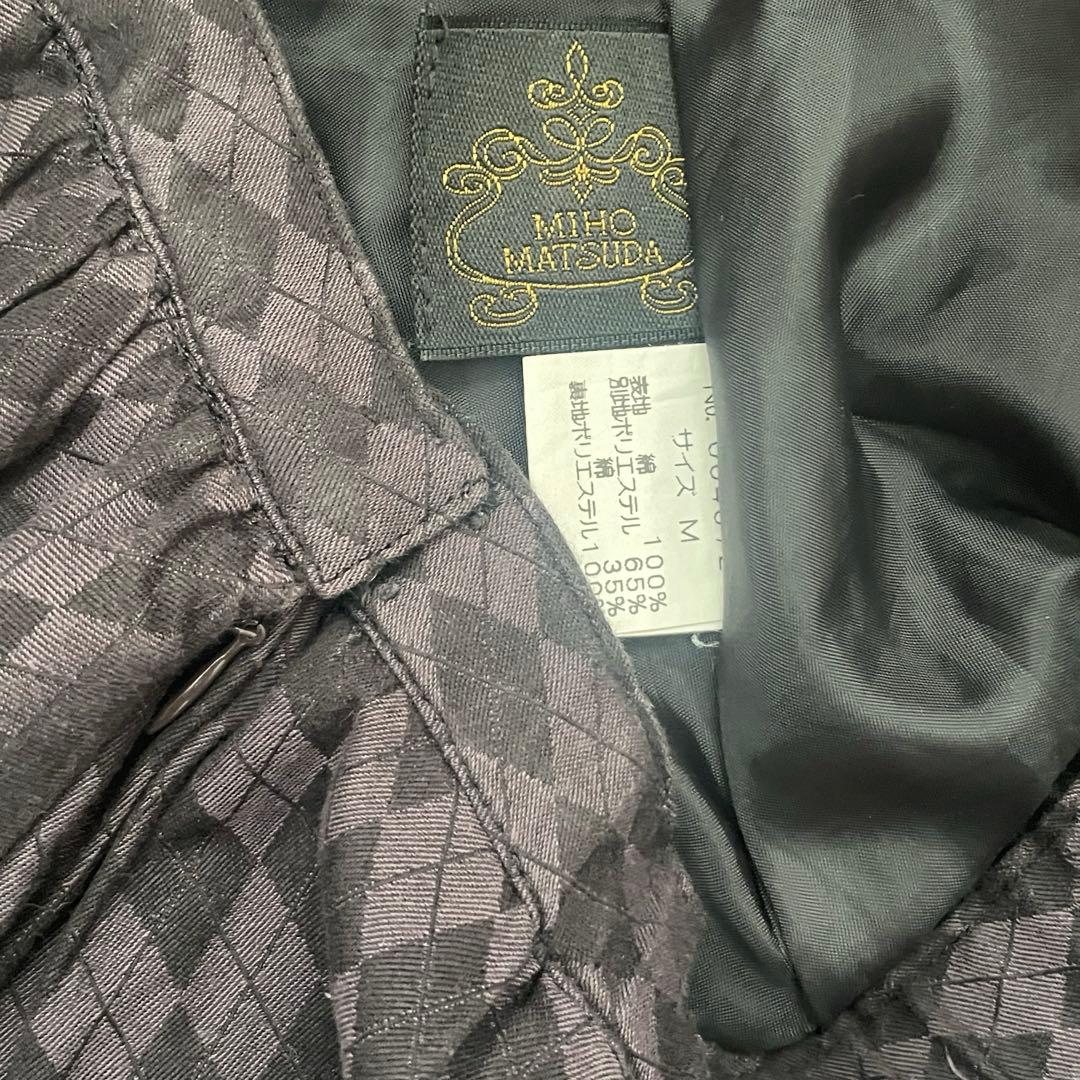 MIHO
MATSUDA
サイズ M
表地 綿 100%
別地ポリエステル 65%
綿 35%
裏地ポリエステル100%